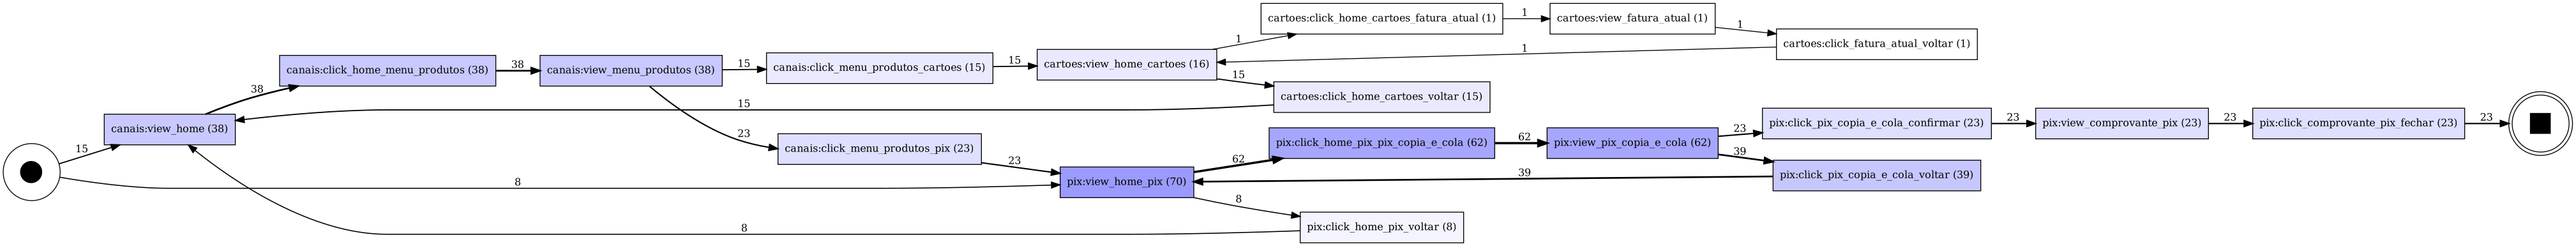 cartoes:click_home_cartoes_fatura_atual (1)
1
cartoes:view_fatura_atual (1)
1
cartoes:click_fatura_atual_voltar (1)
1
1
canais:click_home_menu_produtos (38)
38
canais:view_menu_produtos (38)
15
canais:click_menu_produtos_cartoes (15)
15
cartoes:view_home_cartoes (16)
15
cartoes:click_home_cartoes_voltar (15)
38
15
15
canais:view_home (38)
23
canais:click_menu_produtos_pix (23)
23
8
pix:view_home_pix (70)
62
pix:click_home_pix_pix_copia_e_cola (62)
62
pix:view_pix_copia_e_cola (62)
23
pix:click_pix_copia_e_cola_confirmar (23)
23
pix:view_comprovante_pix (23)
23
pix:click_comprovante_pix_fechar (23)
23
39
pix:click_pix_copia_e_cola_voltar (39)
39
8
pix:click_home_pix_voltar (8)
8